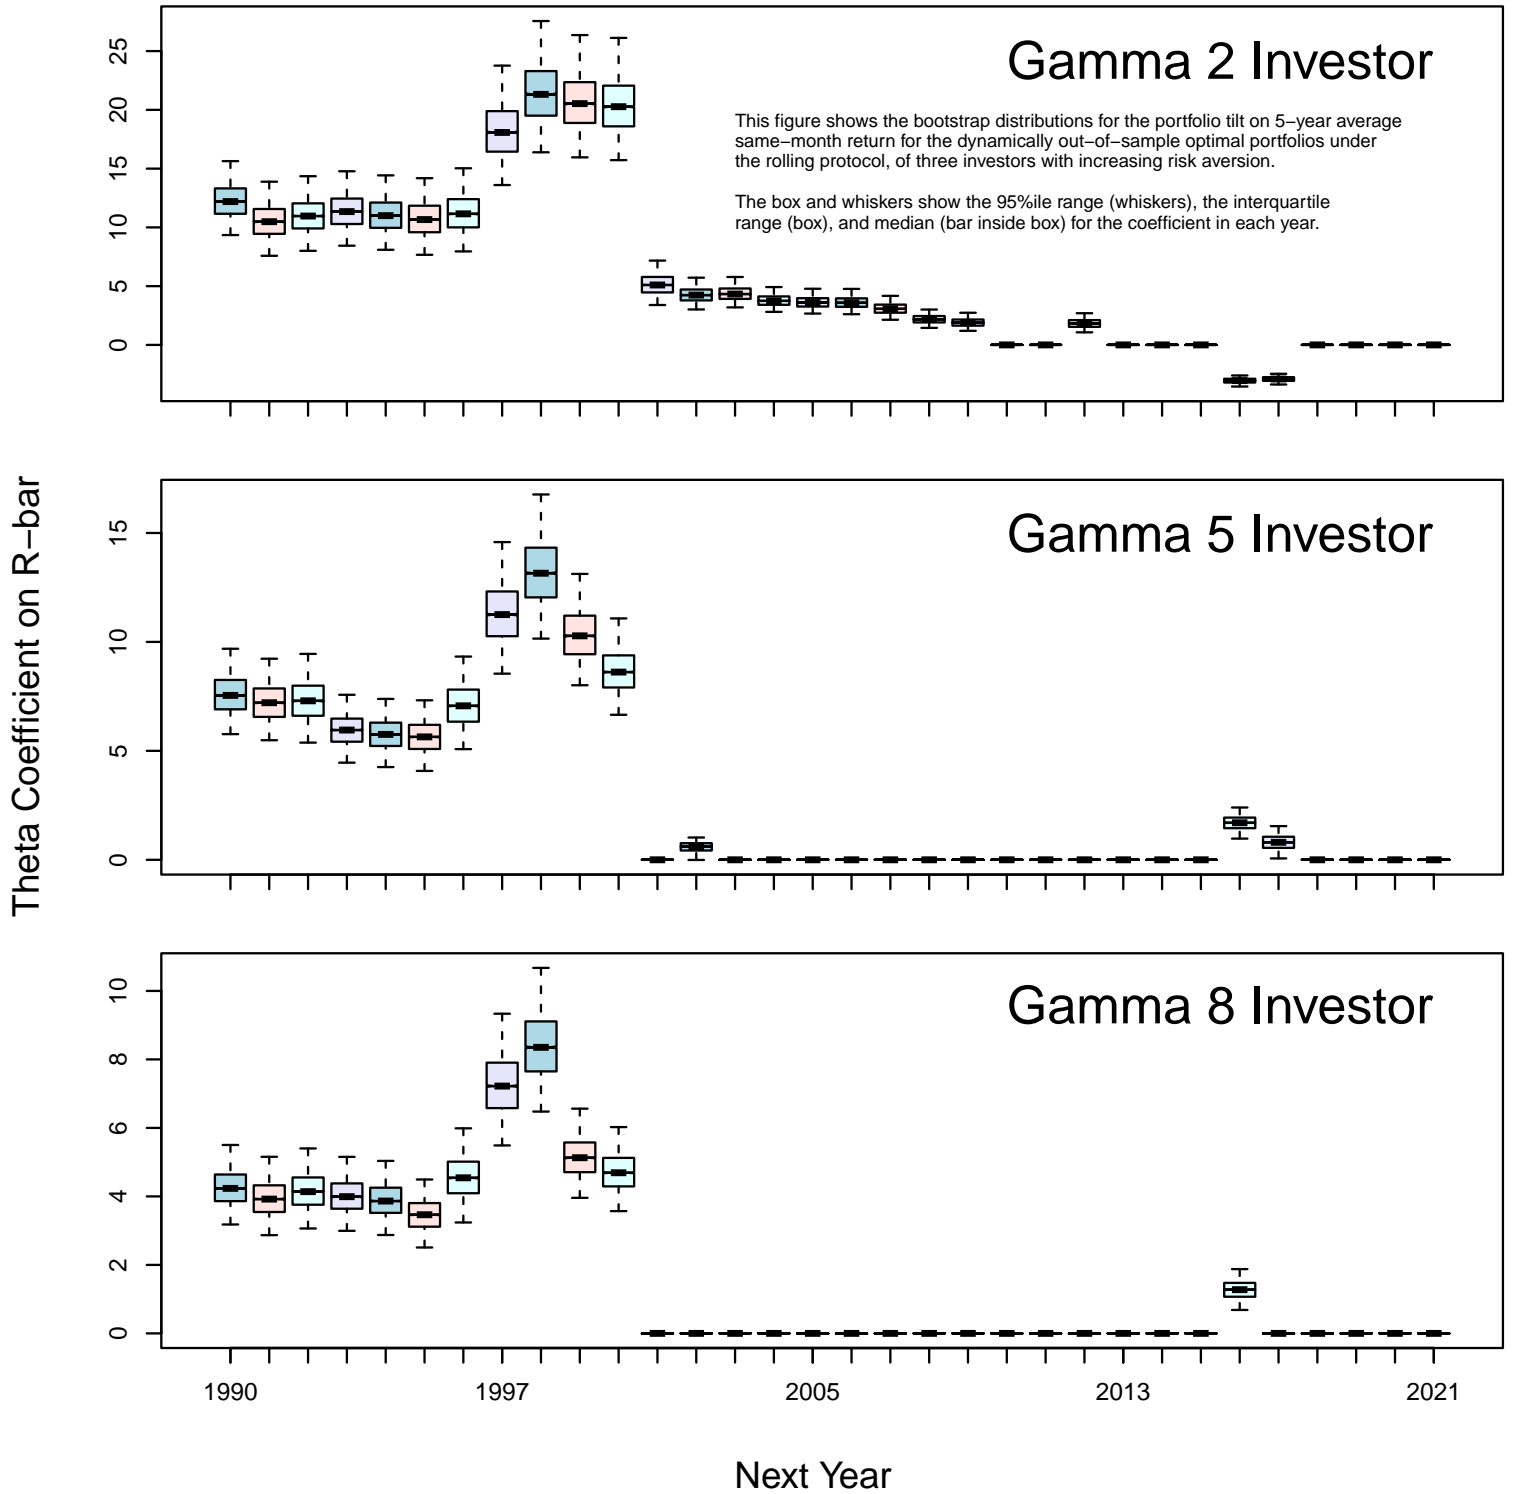 Gamma 2 Investor
This figure shows the bootstrap distributions for the portfolio tilt on 5−year average
same−month return for the dynamically out−of−sample optimal portfolios under
the rolling protocol, of three investors with increasing risk aversion.
The box and whiskers show the 95%ile range (whiskers), the interquartile
range (box), and median (bar inside box) for the coefficient in each year.
25
20
15
10
5
0
Theta Coefficient on R−bar
Gamma 5 Investor
15
10
5
0
Gamma 8 Investor
10
8
6
4
2
0
1990 1997 2005 2013 2021
Next Year